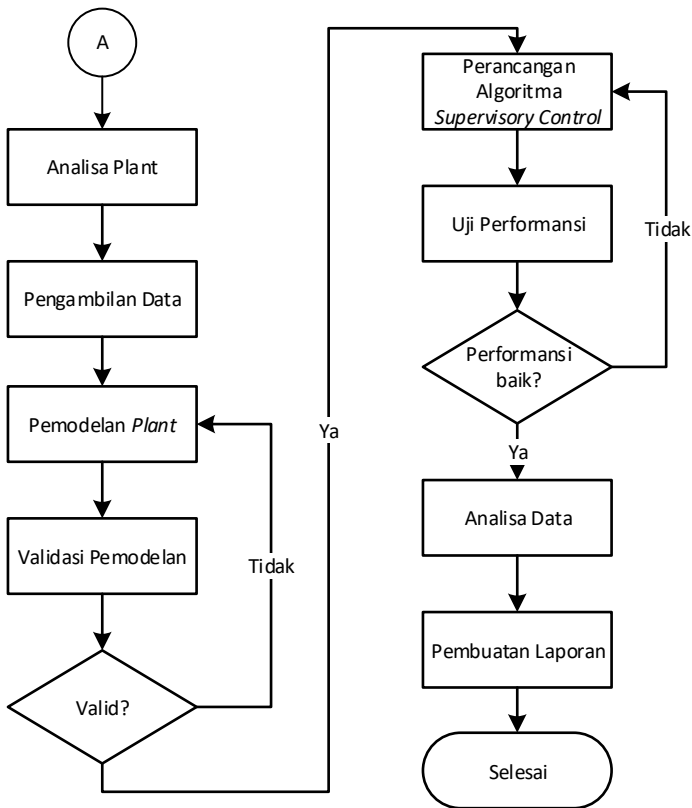 A
Analisa Plant
Pengambilan Data
Pemodelan Plant
Validasi Pemodelan
Tidak
Valid?
Ya
Perancangan
Algoritma
Supervisory Control
Uji Performansi
Tidak
Performansi
baik?
Ya
Analisa Data
Pembuatan Laporan
Selesai